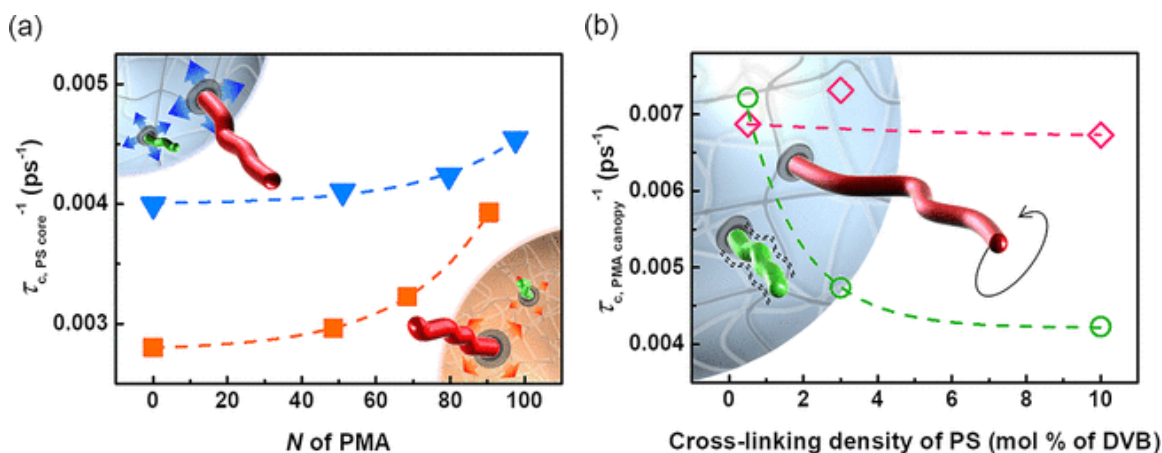 (a)
0.005
0.004
0.003
τc, PS core⁻¹ (ps⁻¹)
0 20 40 60 80 100
N of PMA
(b)
0.007
0.006
0.005
0.004
τc, PMA canopy⁻¹ (ps⁻¹)
0 2 4 6 8 10
Cross-linking density of PS (mol % of DVB)